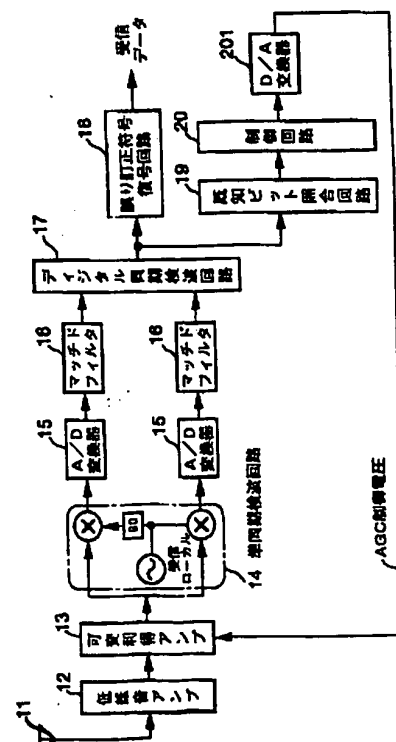 11
12
低雑音アンプ
13
可変利得アンプ
受信
ローカル
14 準同期検波回路
15
A/D
変換器
15
A/D
変換器
16
マッチド
フィルタ
16
マッチド
フィルタ
17
ディジタル同期検波回路
18
誤り訂正符号
復号回路
受信
データ
19
既知ビット照合回路
20
制御回路
201
D/A
交換器
AGC制御電圧